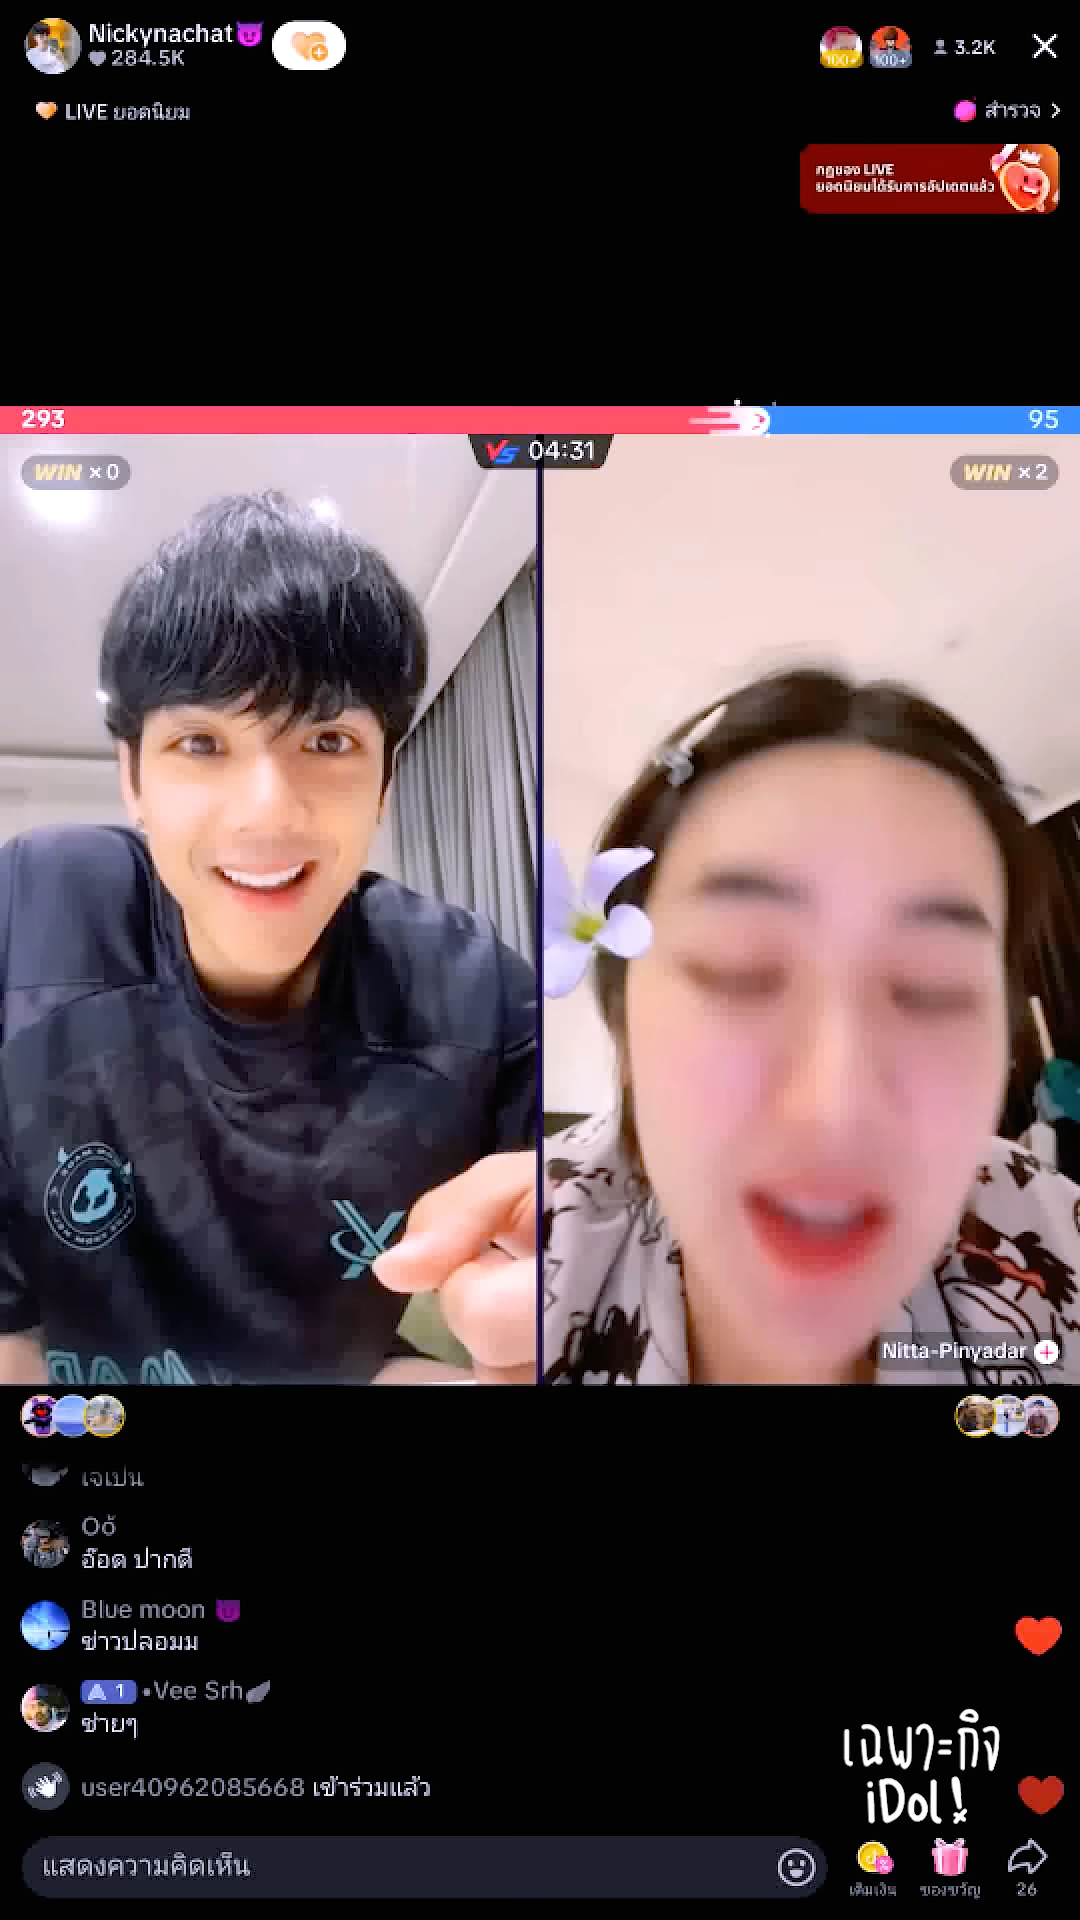 Nickynachat😈
284.5K
100+
100+
3.2K
LIVE ยอดนิยม
สำรวจ
กฎของ LIVE
ยอดนิยมได้รับการอัปเดตแล้ว
293
95
VS 04:31
WIN ×0
WIN ×2
Nitta-Pinyadar
เจเปน
Oŏ
อ๊อด ปากดี
Blue moon 😈
ข่าวปลอมม
1 •Vee Srh
ช่ายๆ
user40962085668 เข้าร่วมแล้ว
เฉพาะกิจ
iDol!
แสดงความคิดเห็น
เติมเงิน
ของขวัญ
26